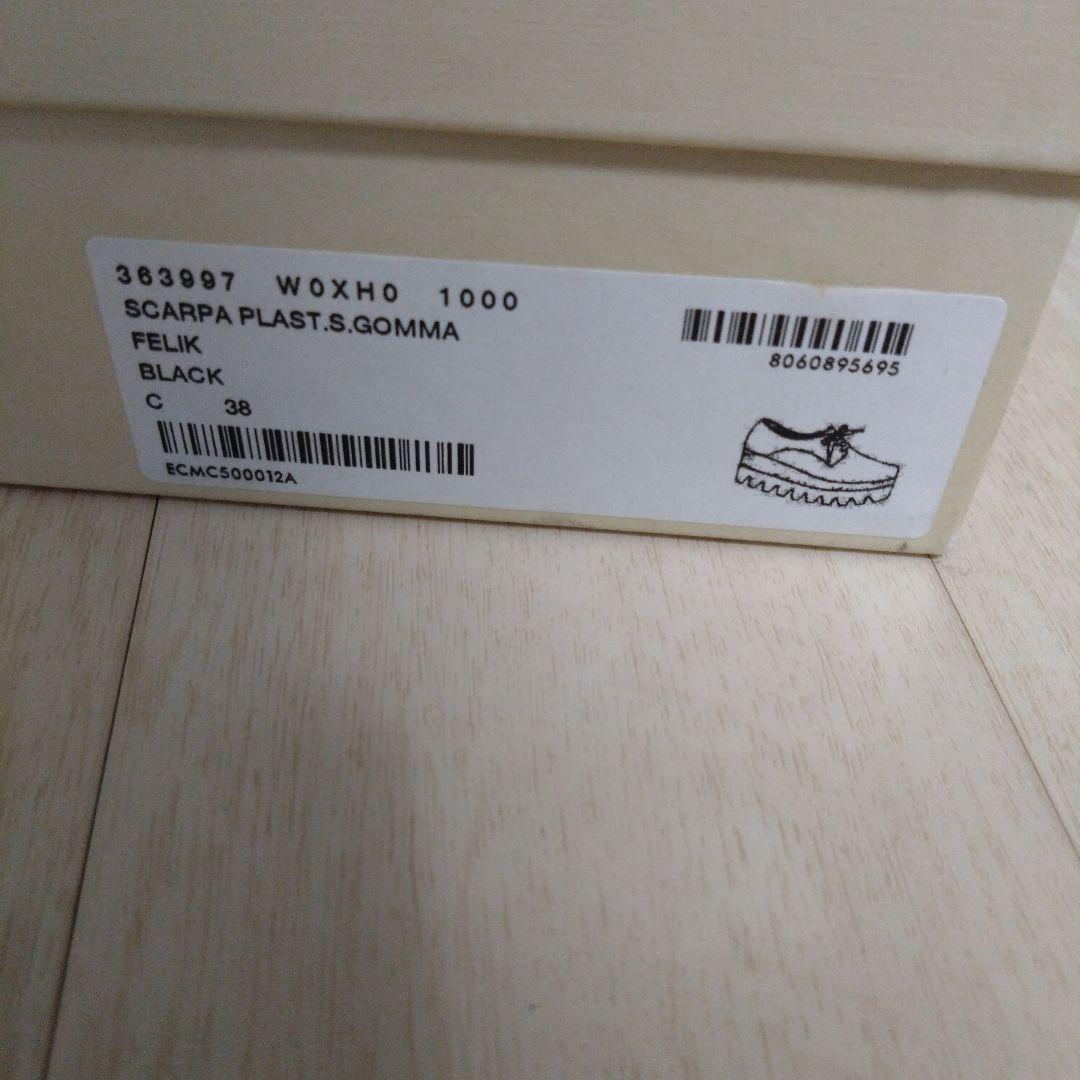 363997 W0XH0 1000
SCARPA PLAST.S.GOMMA
FELIK
BLACK
C 38
ECMC500012A
8060895695